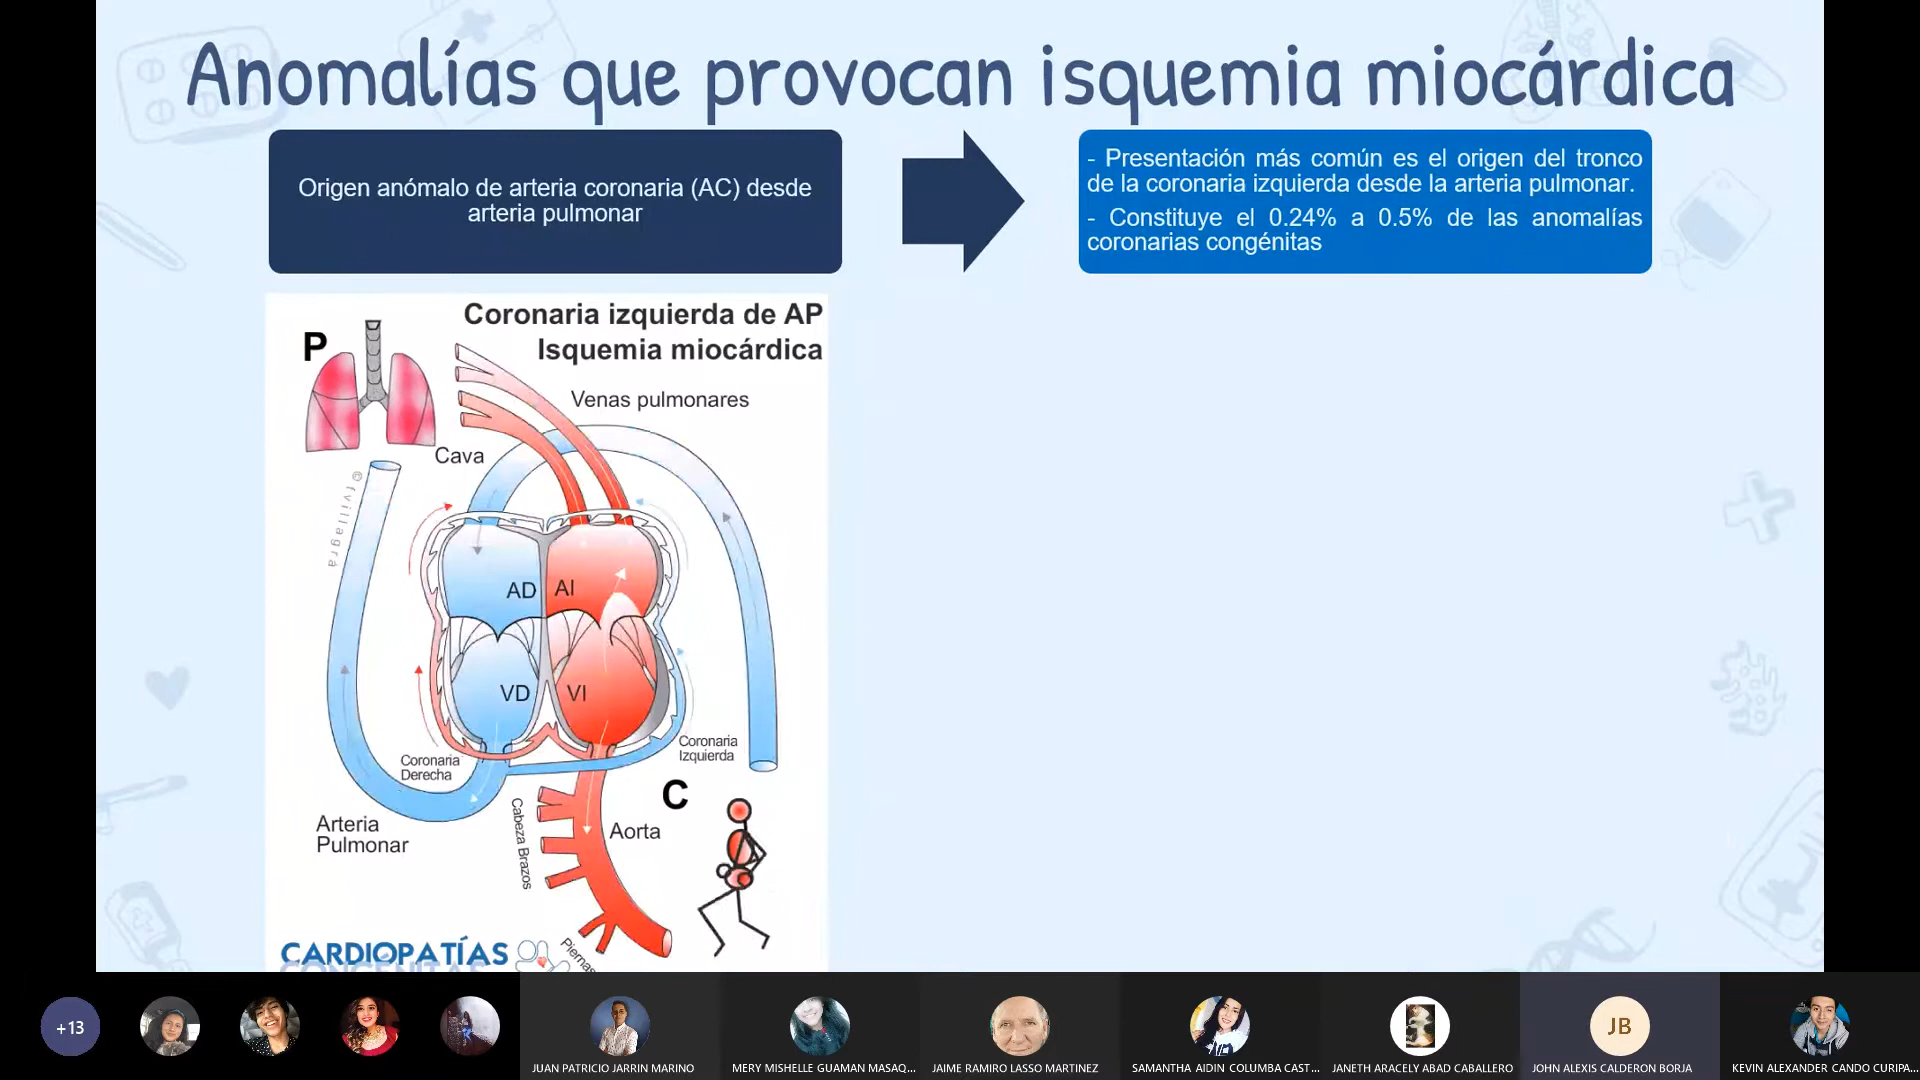 Anomalías que provocan isquemia miocárdica
Origen anómalo de arteria coronaria (AC) desde
arteria pulmonar
- Presentación más común es el origen del tronco
de la coronaria izquierda desde la arteria pulmonar.
- Constituye el 0.24% a 0.5% de las anomalías
coronarias congénitas
Coronaria izquierda de AP
Isquemia miocárdica
P
Venas pulmonares
Cava
©rvillagrá
AD
AI
VD
VI
Coronaria
Derecha
Coronaria
Izquierda
C
Arteria
Pulmonar
Cabeza Brazos
Aorta
Piernas
CARDIOPATÍAS
CONGÉNITAS
+13
JUAN PATRICIO JARRIN MARINO
MERY MISHELLE GUAMAN MASAQ...
JAIME RAMIRO LASSO MARTINEZ
SAMANTHA AIDIN COLUMBA CAST...
JANETH ARACELY ABAD CABALLERO
JB
JOHN ALEXIS CALDERON BORJA
KEVIN ALEXANDER CANDO CURIPA...